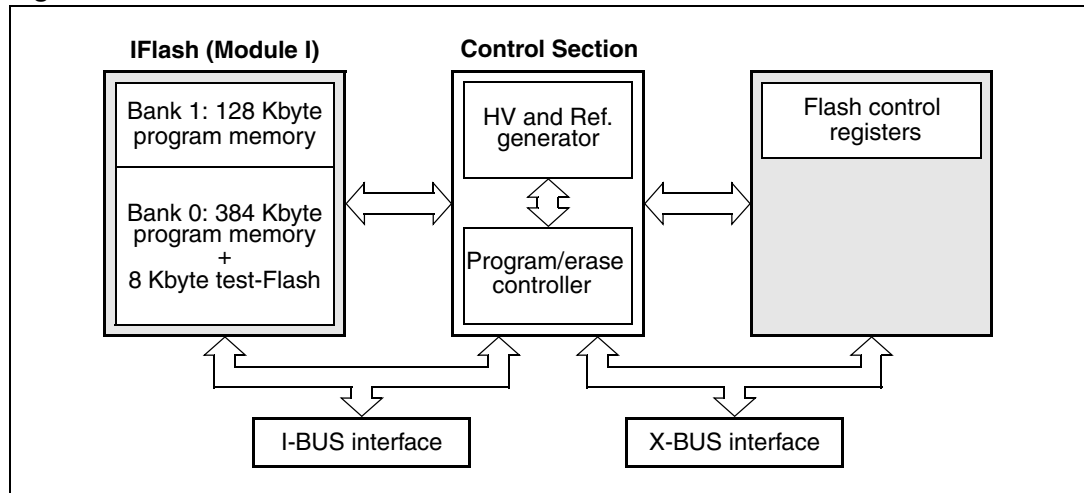 IFlash (Module I)
Bank 1: 128 Kbyte
program memory
Bank 0: 384 Kbyte
program memory
+
8 Kbyte test-Flash
Control Section
HV and Ref.
generator
Program/erase
controller
Flash control
registers
I-BUS interface
X-BUS interface